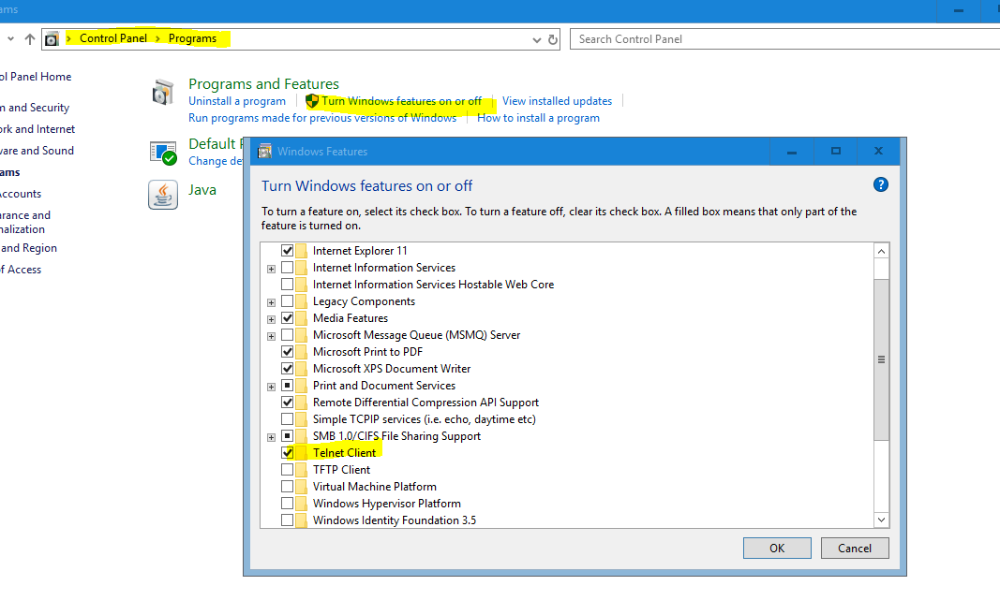 ams
Control Panel > Programs
Search Control Panel
ol Panel Home
m and Security
ork and Internet
ware and Sound
ams
Accounts
arance and
nalization
and Region
of Access
Programs and Features
Uninstall a program
Turn Windows features on or off
View installed updates
Run programs made for previous versions of Windows
How to install a program
Default P
Change de
Java
Windows Features
Turn Windows features on or off
To turn a feature on, select its check box. To turn a feature off, clear its check box. A filled box means that only part of the
feature is turned on.
Internet Explorer 11
Internet Information Services
Internet Information Services Hostable Web Core
Legacy Components
Media Features
Microsoft Message Queue (MSMQ) Server
Microsoft Print to PDF
Microsoft XPS Document Writer
Print and Document Services
Remote Differential Compression API Support
Simple TCPIP services (i.e. echo, daytime etc)
SMB 1.0/CIFS File Sharing Support
Telnet Client
TFTP Client
Virtual Machine Platform
Windows Hypervisor Platform
Windows Identity Foundation 3.5
OK
Cancel